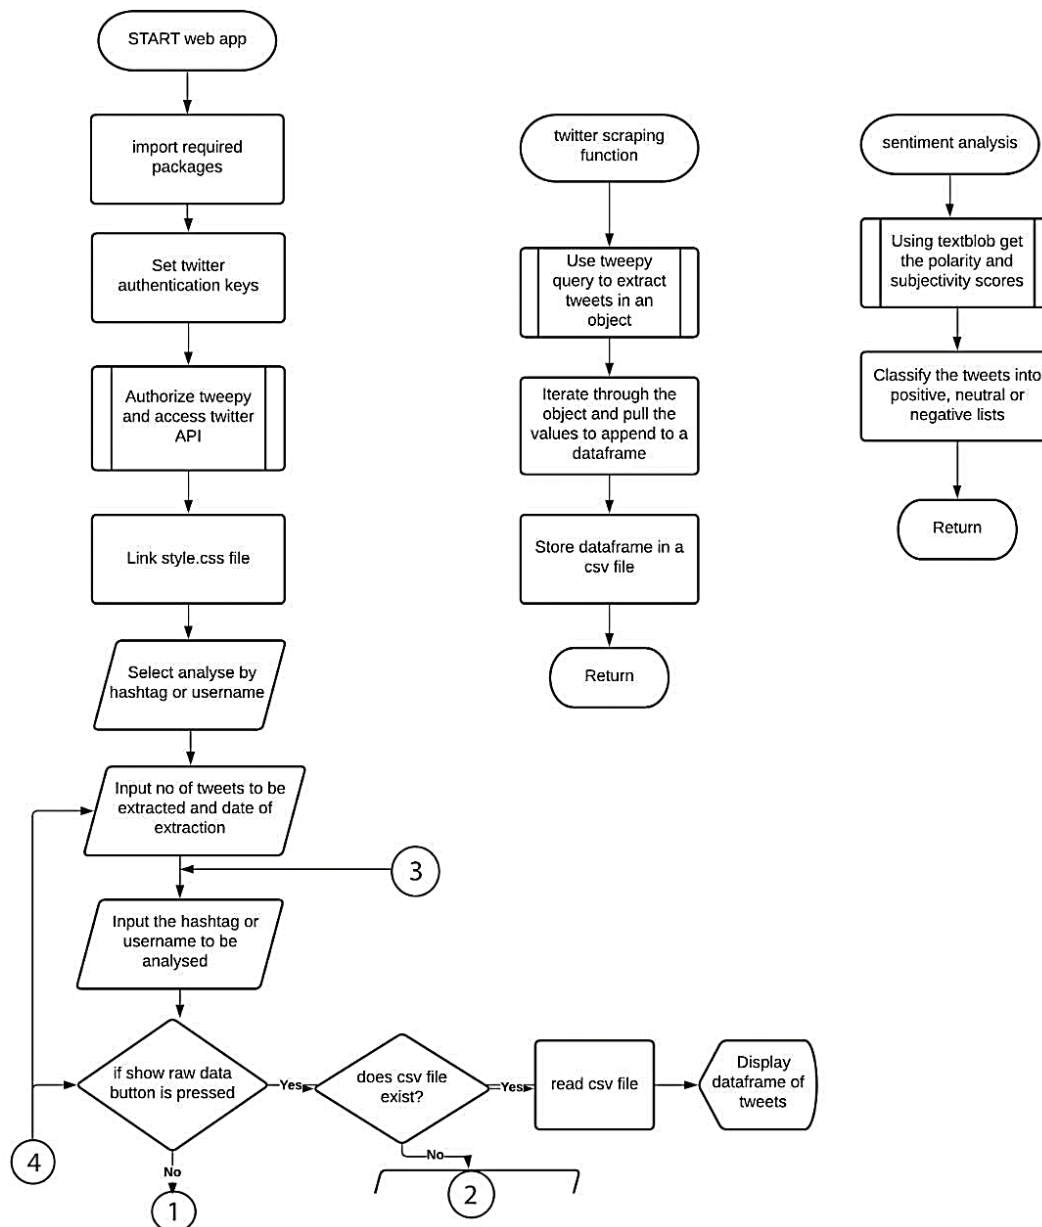 START web app
import required
packages
Set twitter
authentication keys
Authorize tweepy
and access twitter
API
Link style.css file
Select analyse by
hashtag or username
Input no of tweets to be
extracted and date of
extraction
3
Input the hashtag or
username to be
analysed
if show raw data
button is pressed
Yes
does csv file
exist?
Yes
read csv file
Display
dataframe of
tweets
No
No
4
1
2
twitter scraping
function
Use tweepy
query to extract
tweets in an
object
Iterate through the
object and pull the
values to append to a
dataframe
Store dataframe in a
csv file
Return
sentiment analysis
Using textblob get
the polarity and
subjectivity scores
Classify the tweets into
positive, neutral or
negative lists
Return